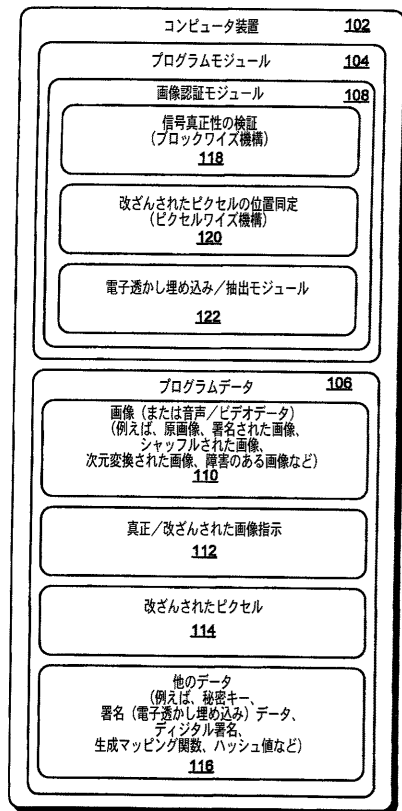 コンピュータ装置 102
プログラムモジュール 104
画像認証モジュール 108
信号真正性の検証
(ブロックワイズ機構)
118
改ざんされたピクセルの位置同定
(ピクセルワイズ機構)
120
電子透かし埋め込み/抽出モジュール
122
プログラムデータ 106
画像(または音声/ビデオデータ)
(例えば、原画像、署名された画像、
シャッフルされた画像、
次元変換された画像、障害のある画像など)
110
真正/改ざんされた画像指示
112
改ざんされたピクセル
114
他のデータ
(例えば、秘密キー、
署名(電子透かし埋め込み)データ、
ディジタル署名、
生成マッピング関数、ハッシュ値など)
116